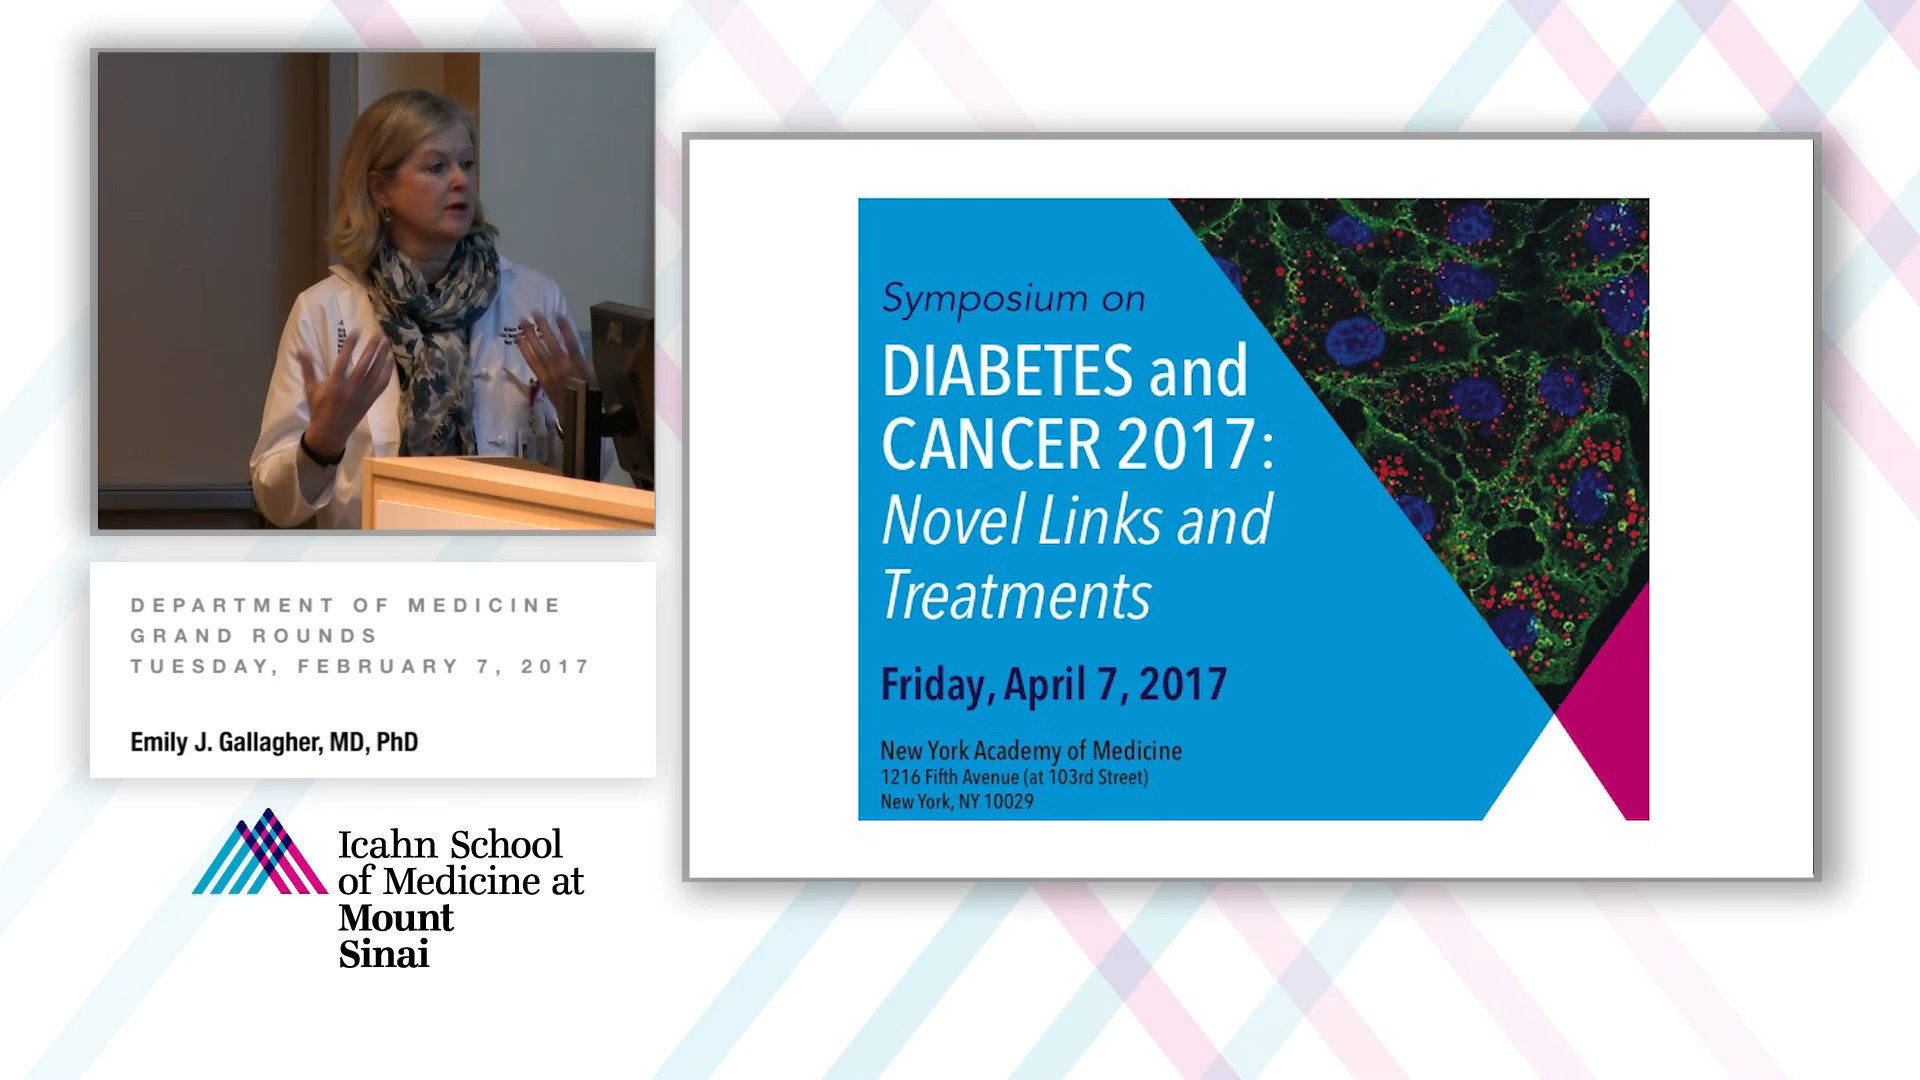 DEPARTMENT OF MEDICINE
GRAND ROUNDS
TUESDAY, FEBRUARY 7, 2017
Emily J. Gallagher, MD, PhD
Icahn School
of Medicine at
Mount
Sinai
Symposium on
DIABETES and
CANCER 2017:
Novel Links and
Treatments
Friday, April 7, 2017
New York Academy of Medicine
1216 Fifth Avenue (at 103rd Street)
New York, NY 10029